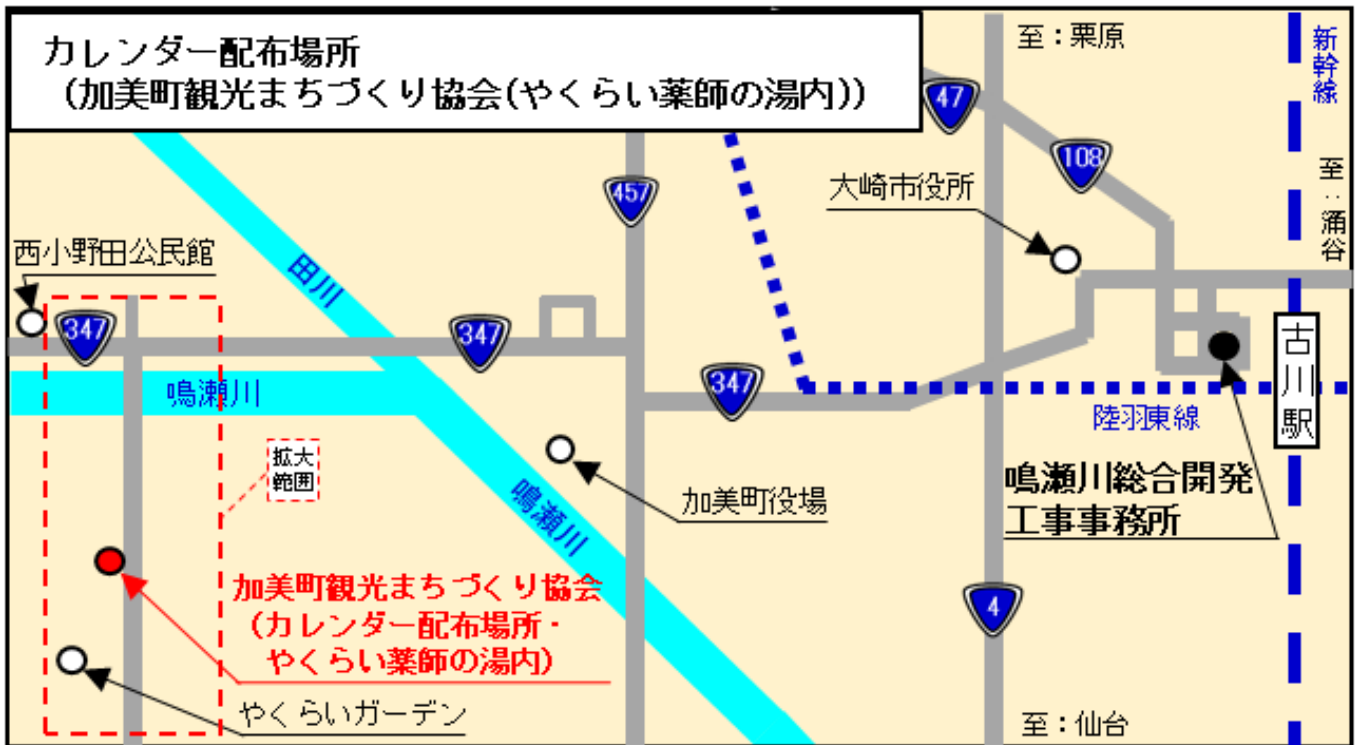 カレンダー配布場所
（加美町観光まちづくり協会(やくらい薬師の湯内)）
至：栗原
新幹線
47
108
至：涌谷
457
大崎市役所
西小野田公民館
田川
347
347
347
古川駅
鳴瀬川
陸羽東線
拡大
範囲
鳴瀬川総合開発
工事事務所
加美町役場
鳴瀬川
加美町観光まちづくり協会
（カレンダー配布場所・
やくらい薬師の湯内）
4
やくらいガーデン
至：仙台